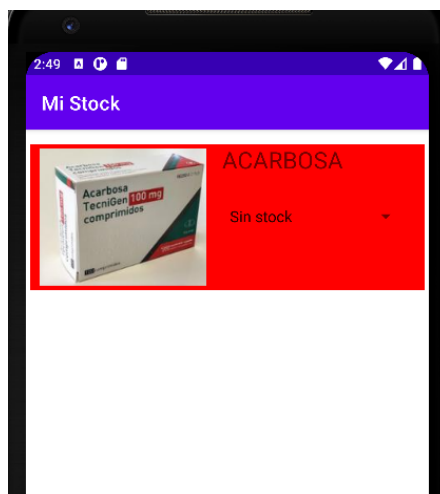 2:49
Mi Stock
ACARBOSA
Acarbosa
TecniGen 100 mg
comprimidos
Sin stock